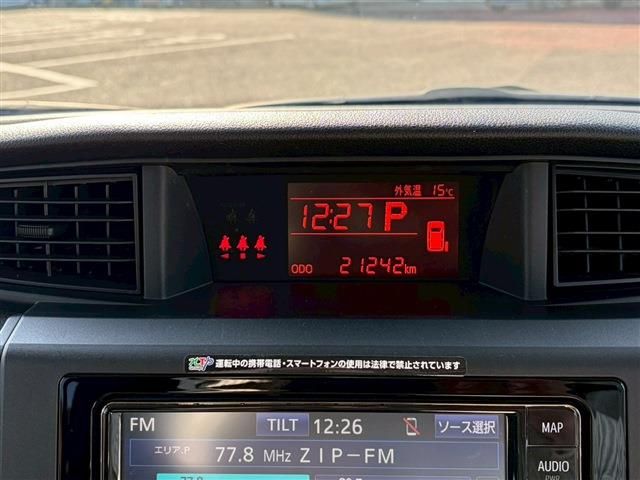 外気温 15℃
12:27 P
ODO 21242km
運転中の携帯電話・スマートフォンの使用は法律で禁止されています
FM TILT 12:26 ソース選択 MAP
エリア.P 77.8 MHz ZIP-FM
AUDIO
PWR
77.8